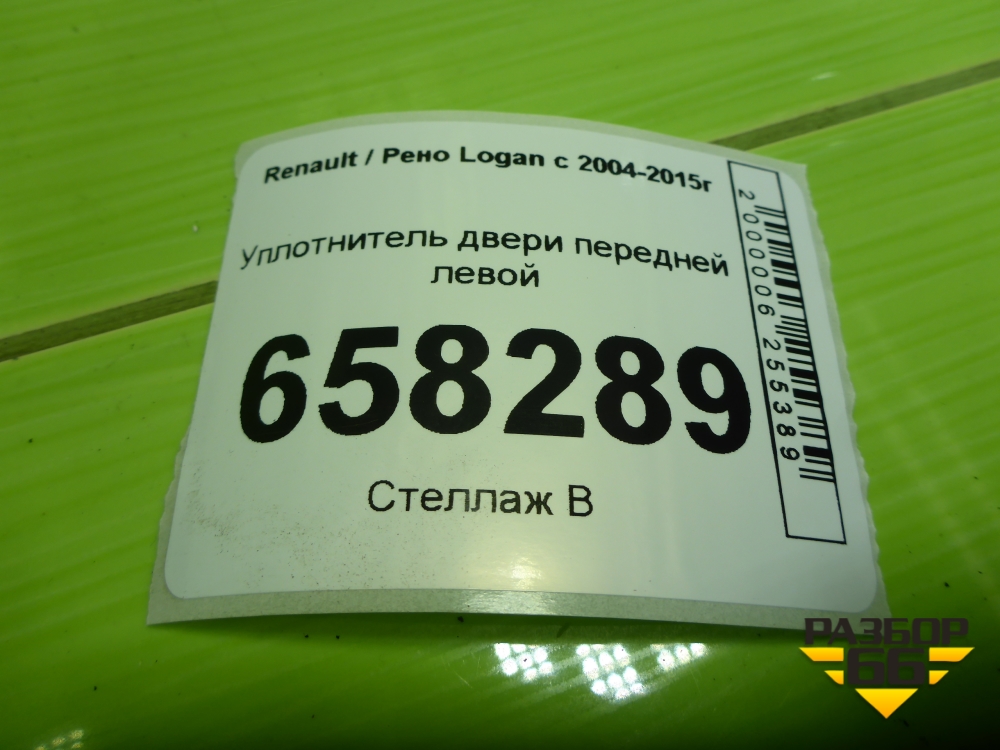 Renault / Рено Logan с 2004-2015г
Уплотнитель двери передней
левой
658289
Стеллаж В
2000006255389
РАЗБОР
66